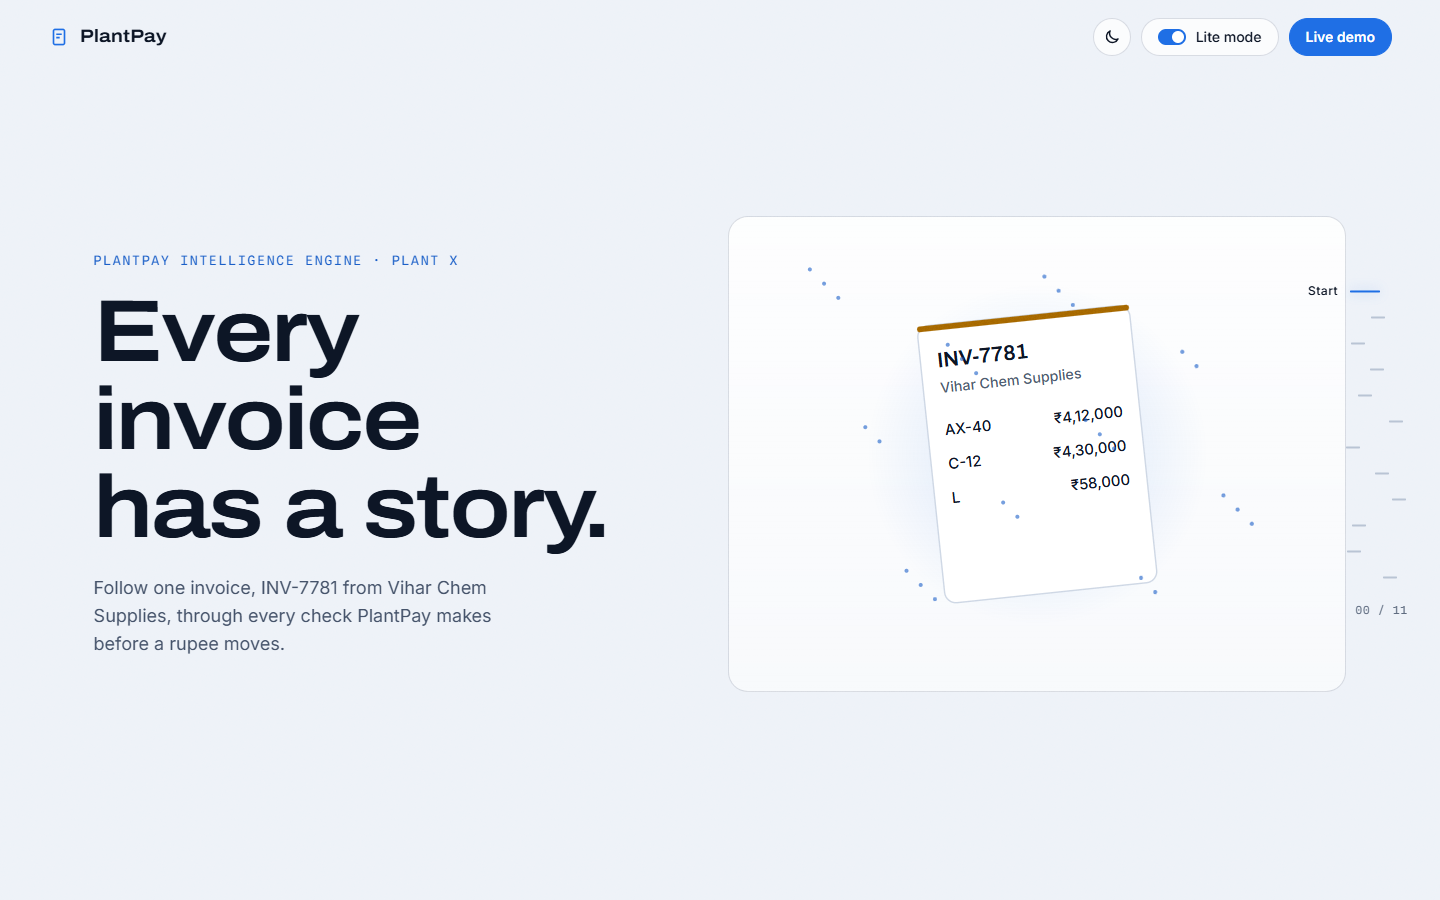 PlantPay
Lite mode
Live demo
PLANTPAY INTELLIGENCE ENGINE · PLANT X
Every
invoice
has a story.
Follow one invoice, INV-7781 from Vihar Chem
Supplies, through every check PlantPay makes
before a rupee moves.
INV-7781
Vihar Chem Supplies
AX-40 ₹4,12,000
C-12 ₹4,30,000
L ₹58,000
Start
00 / 11